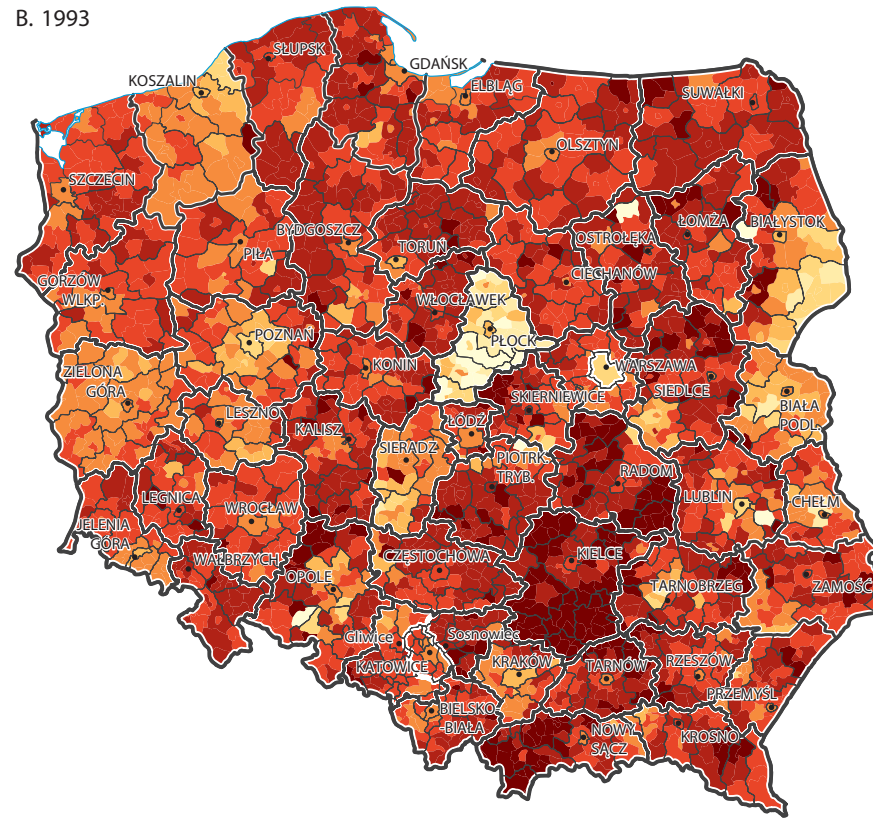 B. 1993
SŁUPSK
GDAŃSK
KOSZALIN
ELBLĄG
SUWAŁKI
OLSZTYN
SZCZECIN
BYDGOSZCZ
TORUŃ
OSTROŁĘKA
ŁOMŻA
BIAŁYSTOK
PIŁA
CIECHANÓW
GORZÓW
WLKP.
WŁOCŁAWEK
POZNAŃ
PŁOCK
ZIELONA
GÓRA
KONIN
WARSZAWA
SKIERNIEWICE
SIEDLCE
LESZNO
KALISZ
ŁÓDŹ
BIAŁA
PODL.
SIERADZ
PIOTRK.
TRYB.
RADOM
LEGNICA
WROCŁAW
LUBLIN
CHEŁM
JELENIA
GÓRA
WAŁBRZYCH
OPOLE
CZĘSTOCHOWA
KIELCE
TARNOBRZEG
ZAMOŚĆ
Gliwice
Sosnowiec
KATOWICE
KRAKÓW
TARNÓW
RZESZÓW
PRZEMYŚL
BIELSKO-
-BIAŁA
NOWY
SĄCZ
KROSNO